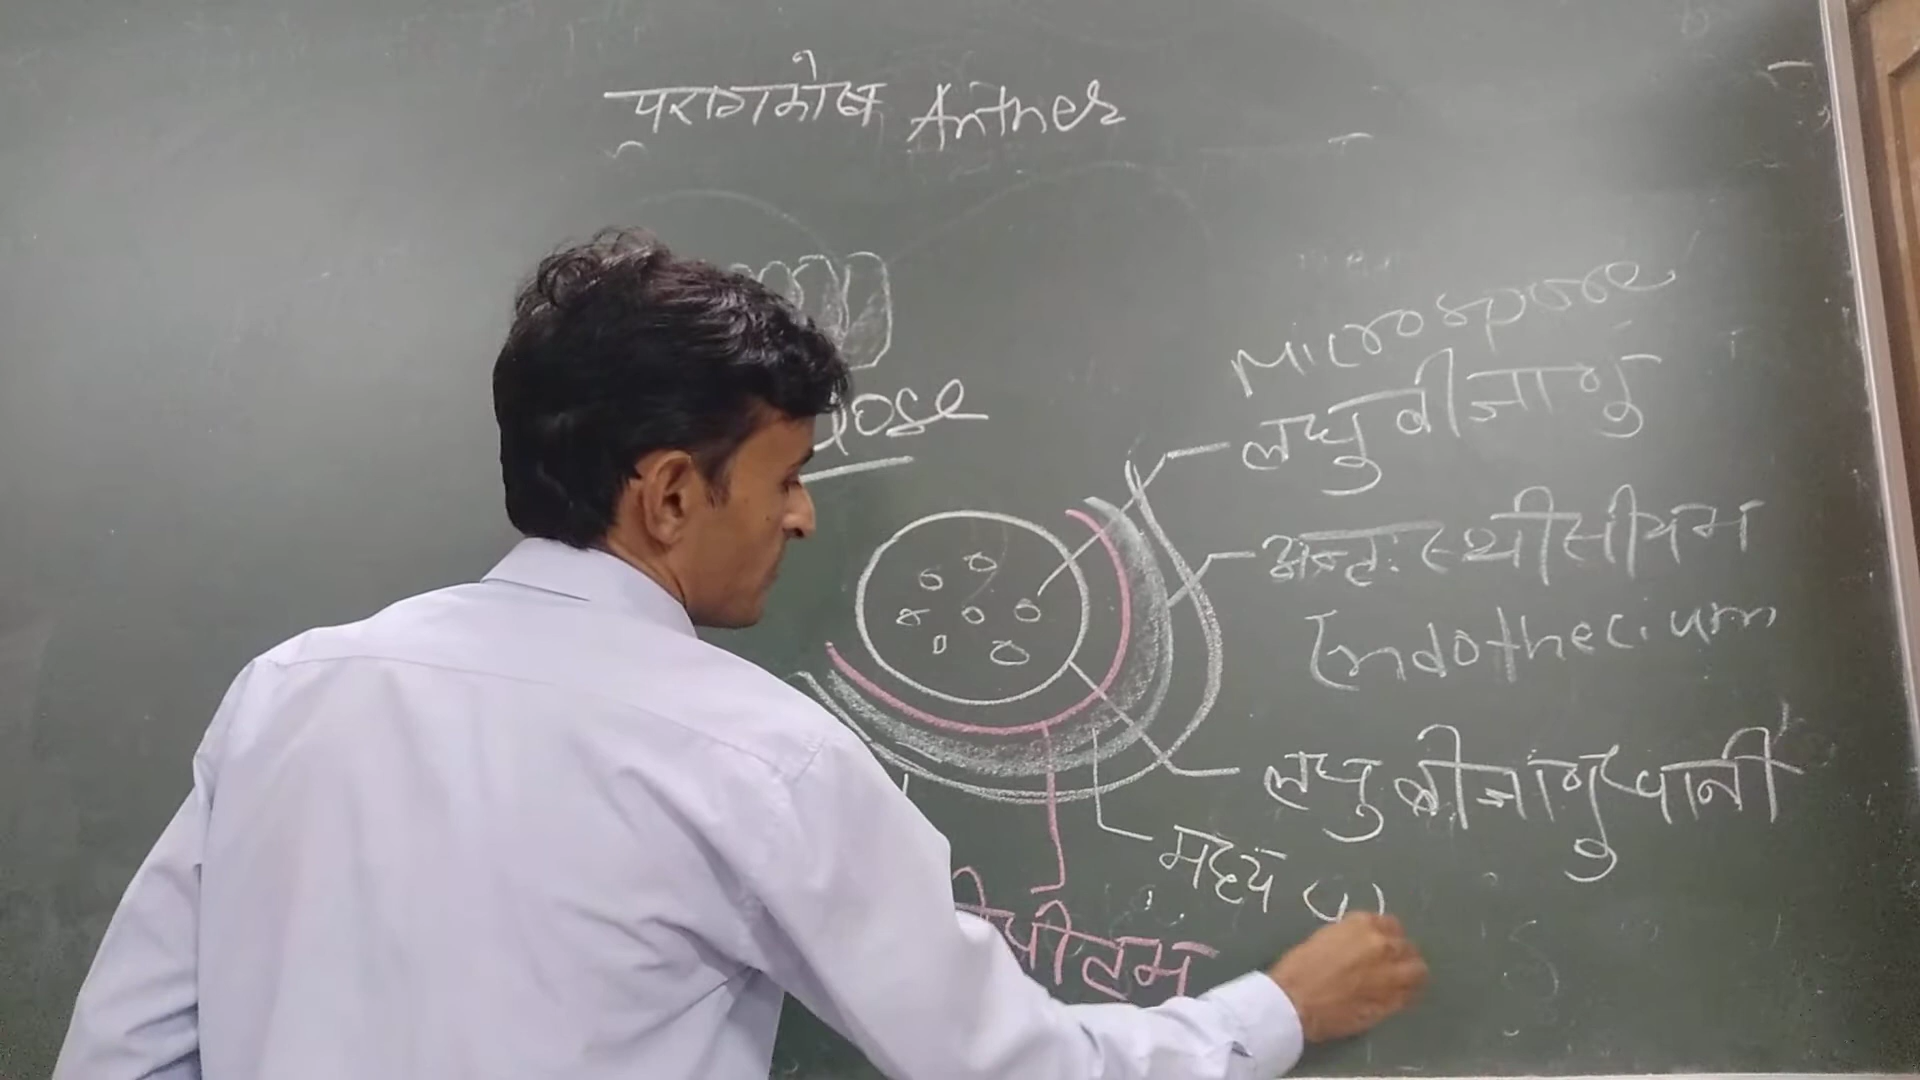 परागकोष Anther
Microspore
लघु बीजाणु
अन्तः स्थीसीयम
Endothecium
लघु बीजाणुधानी
मध्य